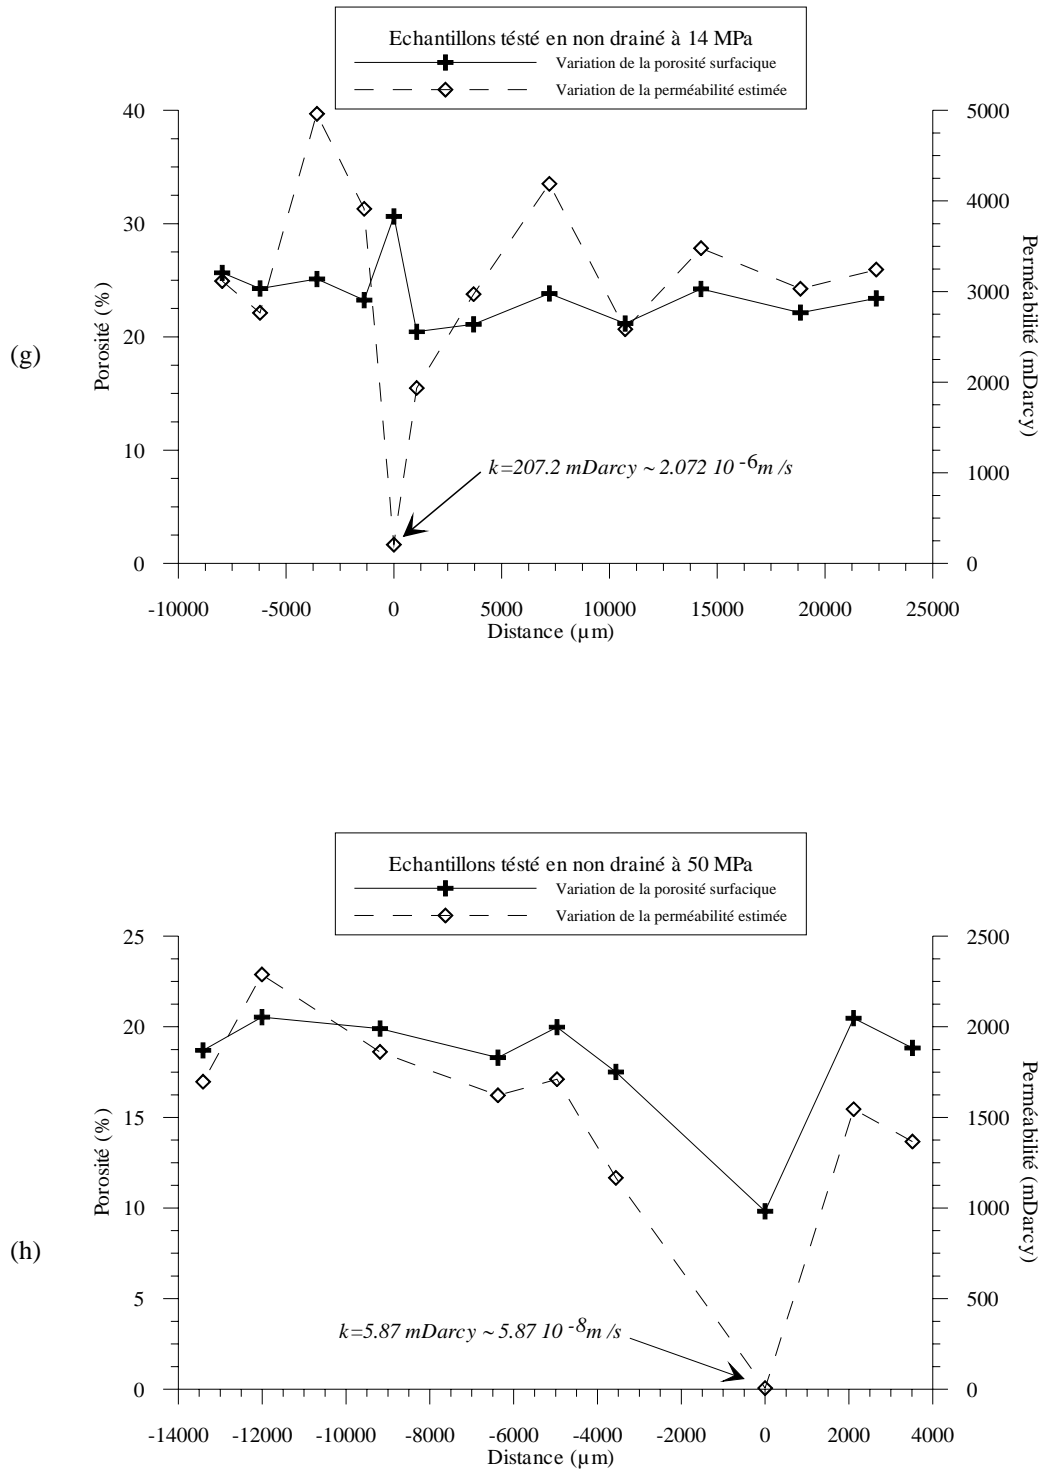 Echantillons tésté en non drainé à 14 MPa
Variation de la porosité surfacique
Variation de la perméabilité estimée
40
30
20
10
0
5000
4000
3000
2000
1000
0
Porosité (%)
Perméabilité (mDarcy)
(g)
k=207.2 mDarcy ~ 2.072 10 -6m /s
-10000 -5000 0 5000 10000 15000 20000 25000
Distance (µm)
Echantillons tésté en non drainé à 50 MPa
Variation de la porosité surfacique
Variation de la perméabilité estimée
25
20
15
10
5
0
2500
2000
1500
1000
500
0
Porosité (%)
Perméabilité (mDarcy)
(h)
k=5.87 mDarcy ~ 5.87 10 -8m /s
-14000 -12000 -10000 -8000 -6000 -4000 -2000 0 2000 4000
Distance (µm)